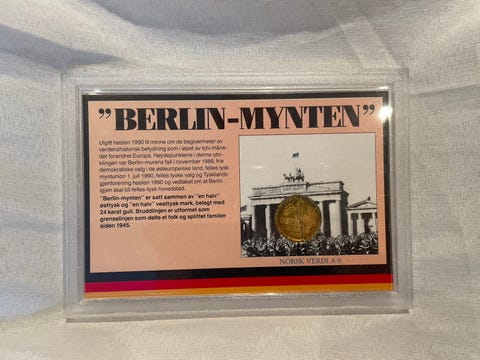 "BERLIN-MYNTEN"
Utgitt høsten 1990 til minne om de begivenheter av
verdenshistorisk betydning som i løpet av tolv måne-
der forandret Europa. Høydepunktene i denne utvi-
klingen var Berlin-murens fall i november 1989, frie
demokratiske valg i de østeuropeiske land, felles tysk
myntunion 1. juli 1990, felles tyske valg og Tysklands
gjenforening høsten 1990 og vedtaket om at Berlin
igjen skal bli felles-tysk hovedstad.
"Berlin-mynten" er satt sammen av "en halv"
østtysk og "en halv" vesttysk mark, belagt med
24 karat gull. Bruddlinjen er utformet som
grenselinjen som delte et folk og splittet familier
siden 1945.
NORSK VERDI A·S